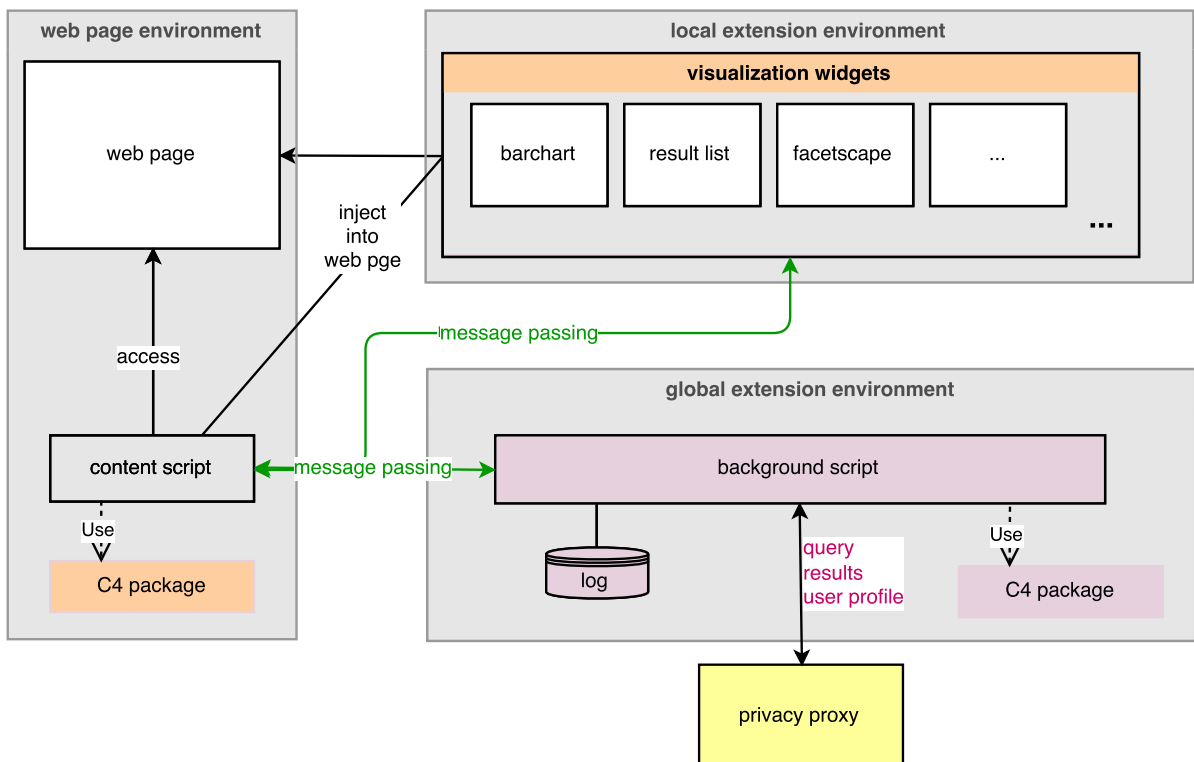 web page environment
local extension environment
visualization widgets
web page
barchart
result list
facetscape
...
...
inject
into
web pge
message passing
access
global extension environment
content script
message passing
background script
Use
Use
C4 package
log
query
results
user profile
C4 package
privacy proxy